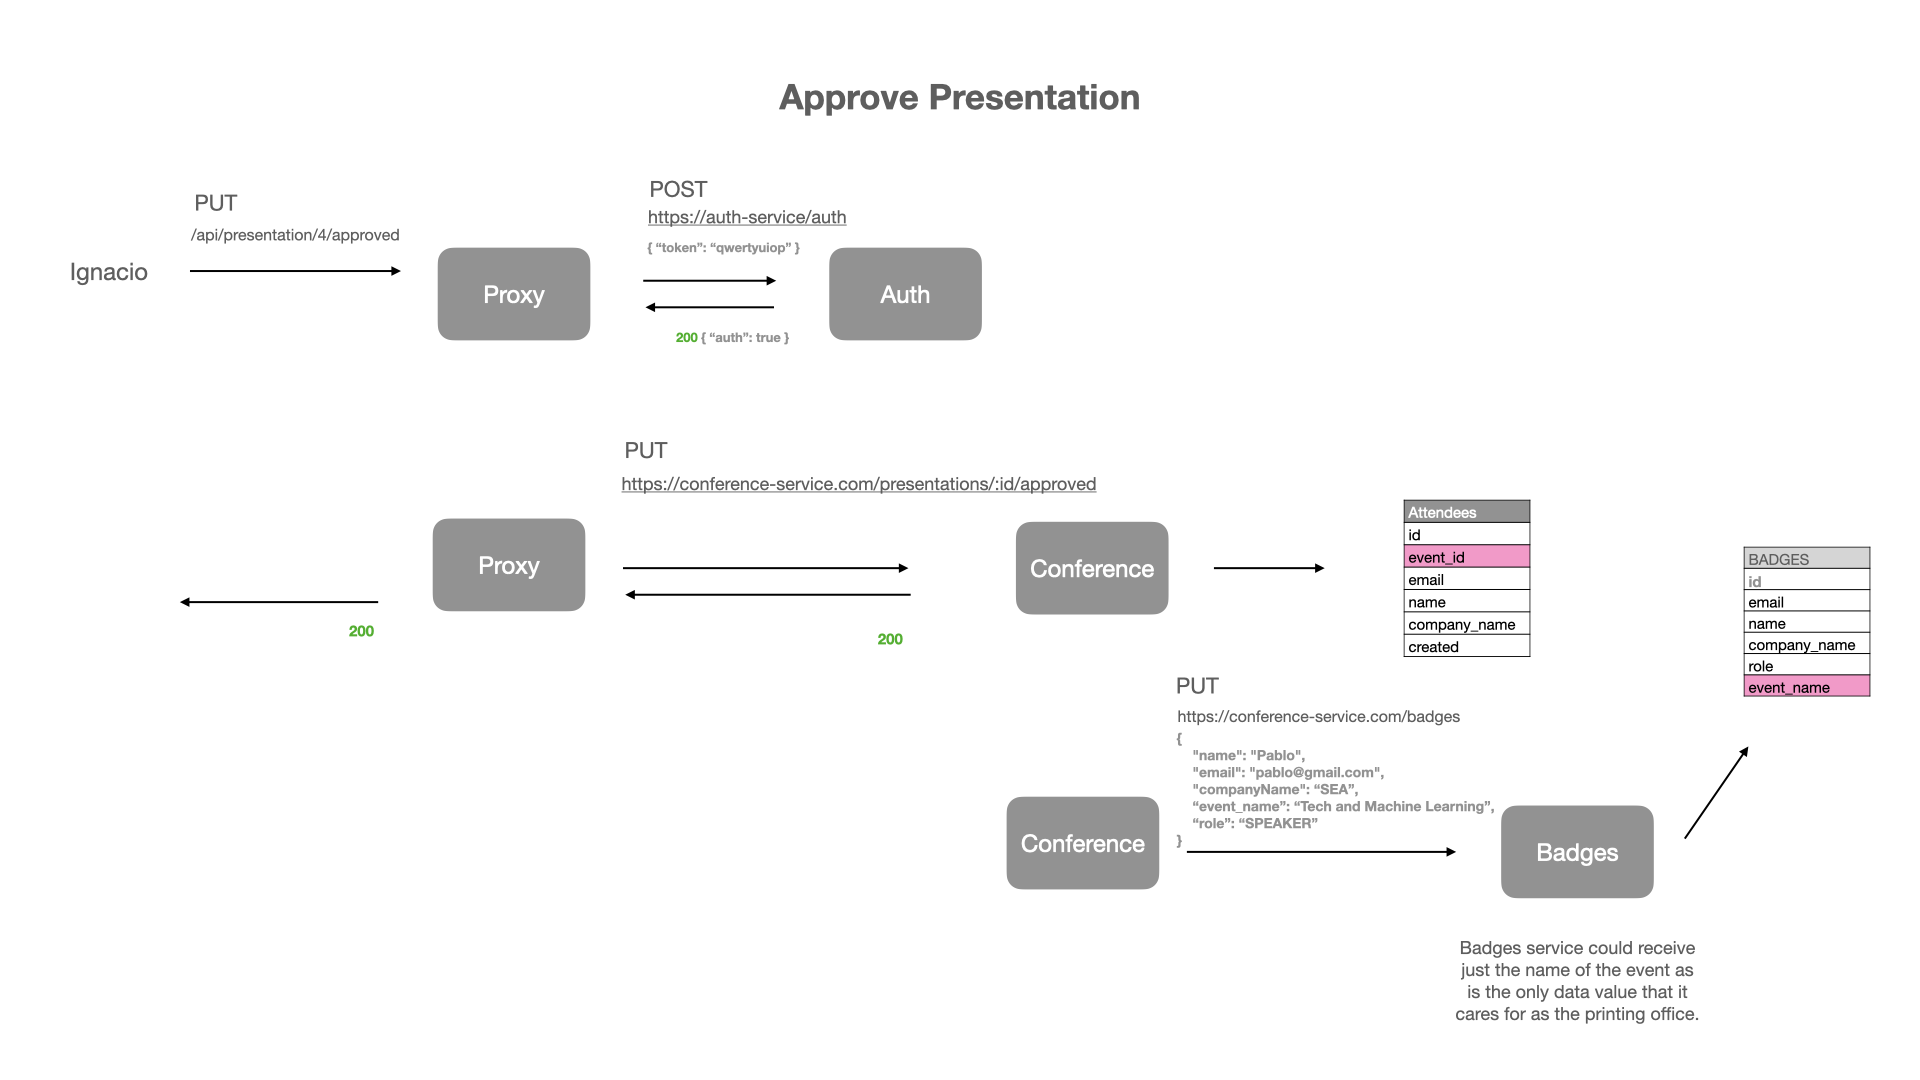 Approve Presentation
PUT
/api/presentation/4/approved
Ignacio
Proxy
POST
https://auth-service/auth
{ “token”: “qwertyuiop” }
200 { “auth”: true }
Auth
PUT
https://conference-service.com/presentations/:id/approved
Proxy
200
200
Conference
Attendees
id
event_id
email
name
company_name
created
BADGES
id
email
name
company_name
role
event_name
PUT
https://conference-service.com/badges
{
"name": "Pablo",
"email": "pablo@gmail.com",
"companyName": “SEA”,
“event_name”: “Tech and Machine Learning”,
“role”: “SPEAKER”
}
Conference
Badges
Badges service could receive
just the name of the event as
is the only data value that it
cares for as the printing office.